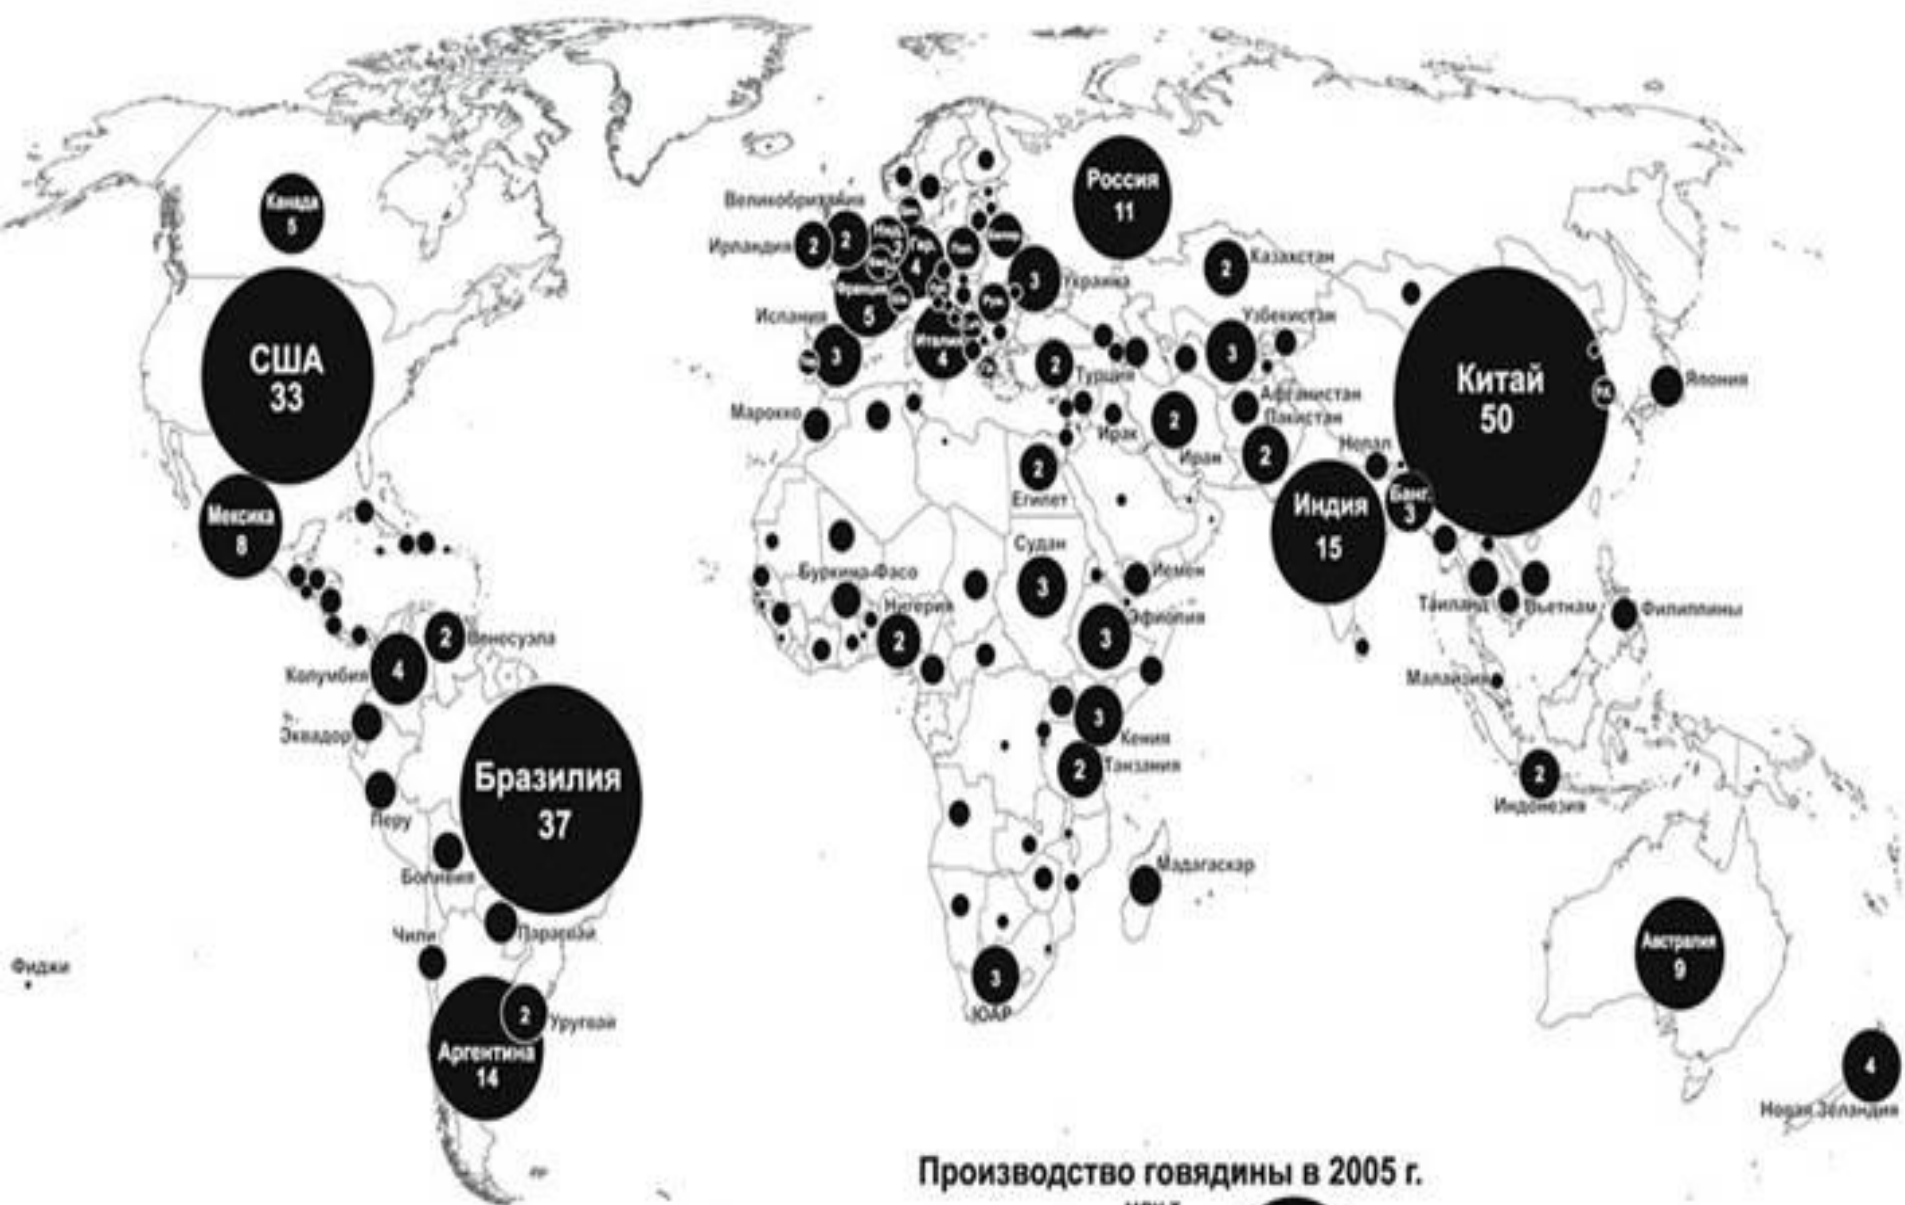 Канада
5
Россия
11
Великобритания
2
Ирландия
2
Гер.
4
Казахстан
2
США
33
Украина
3
Франция
5
Испания
3
Узбекистан
3
Италия
4
Турция
2
Китай
50
Япония
Марокко
Афганистан
Пакистан
2
Ирак
Иран
2
Непал
Мексика
8
Египет
2
Индия
15
Банг.
3
Судан
3
Буркина-Фасо
Йемен
Нигерия
2
Эфиопия
3
Таиланд
Вьетнам
Филиппины
Венесуэла
2
Колумбия
4
Малайзия
Эквадор
Кения
3
Танзания
2
Бразилия
37
Индонезия
2
Перу
Боливия
Мадагаскар
Чили
Парагвай
Австралия
9
Фиджи
3
ЮАР
2
Уругвай
Аргентина
14
4
Новая Зеландия
Производство говядины в 2005 г.